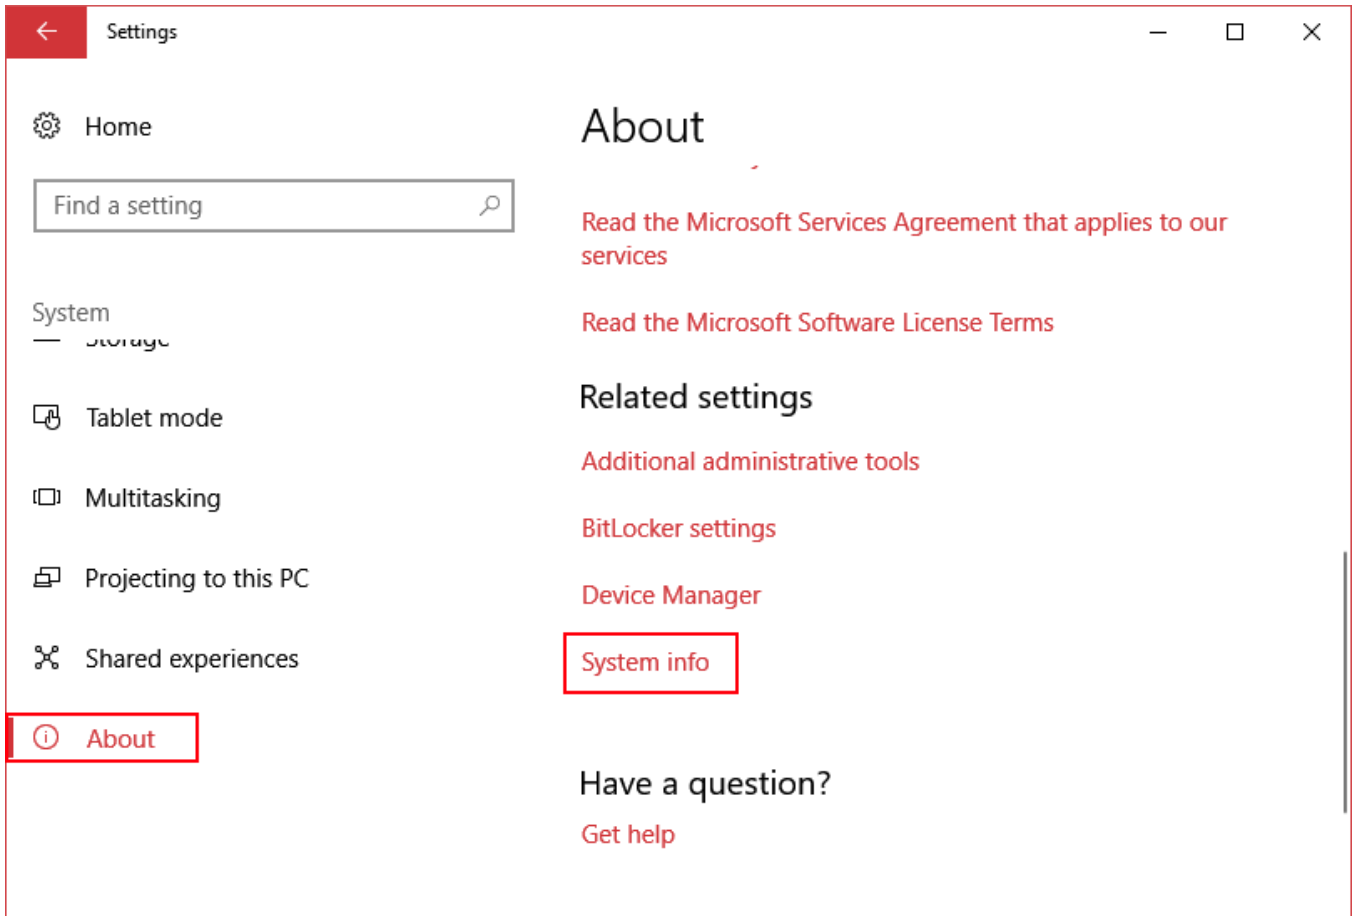 Settings
Home
Find a setting
System
Storage
Tablet mode
Multitasking
Projecting to this PC
Shared experiences
About
About
Read the Microsoft Services Agreement that applies to our
services
Read the Microsoft Software License Terms
Related settings
Additional administrative tools
BitLocker settings
Device Manager
System info
Have a question?
Get help